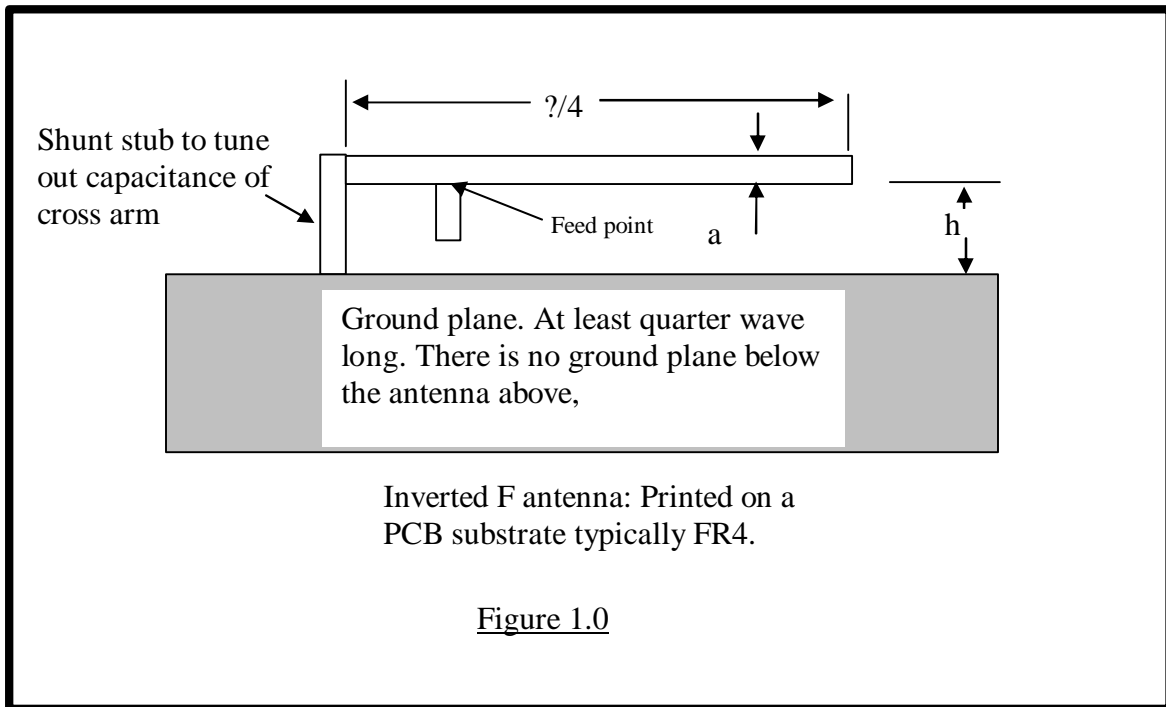 ?/4
Shunt stub to tune
out capacitance of
cross arm
Feed point
a
h
Ground plane. At least quarter wave
long. There is no ground plane below
the antenna above,
Inverted F antenna: Printed on a
PCB substrate typically FR4.
Figure 1.0